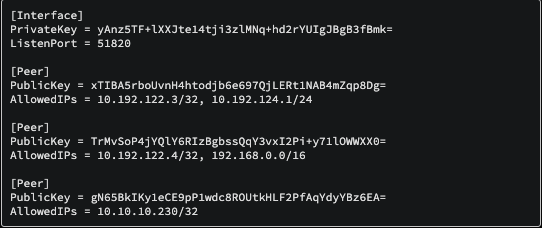 [Interface]
PrivateKey = yAnz5TF+lXXJte14tji3zlMNq+hd2rYUIgJBgB3fBmk=
ListenPort = 51820

[Peer]
PublicKey = xTIBA5rboUvnH4htodjb6e697QjLERt1NAB4mZqp8Dg=
AllowedIPs = 10.192.122.3/32, 10.192.124.1/24

[Peer]
PublicKey = TrMvSoP4jYQlY6RIzBgbssQqY3vxI2Pi+y71lOWWXX0=
AllowedIPs = 10.192.122.4/32, 192.168.0.0/16

[Peer]
PublicKey = gN65BkIKy1eCE9pP1wdc8ROUtkHLF2PfAqYdyYBz6EA=
AllowedIPs = 10.10.10.230/32